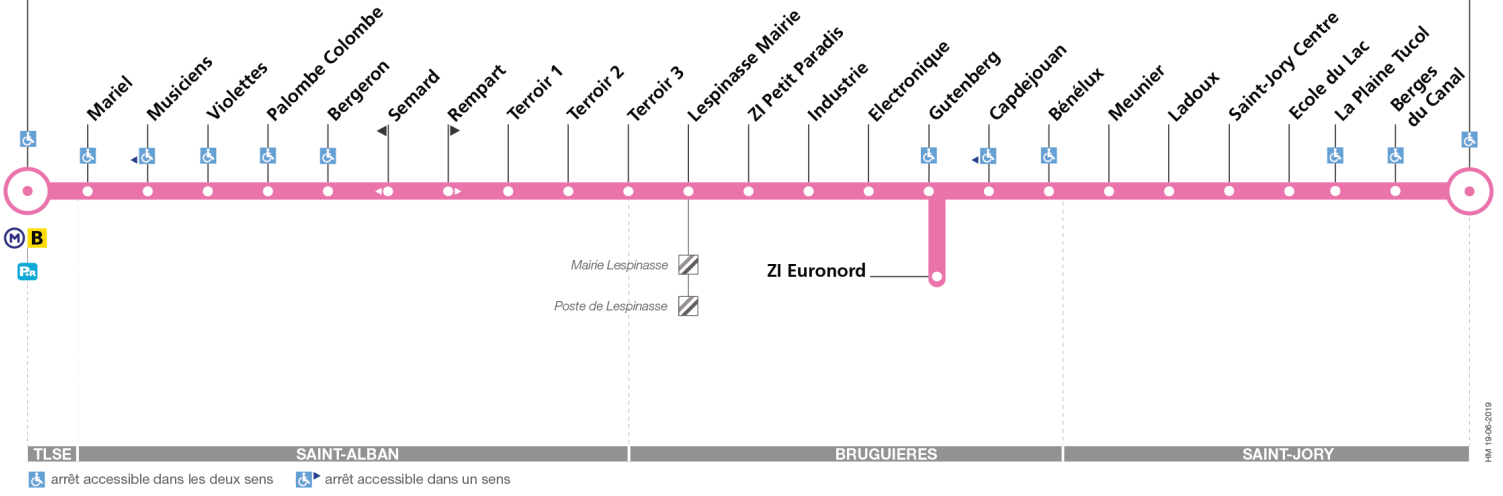 Mariel
Musiciens
Violettes
Palombe Colombe
Bergeron
Semard
Rempart
Terroir 1
Terroir 2
Terroir 3
Lespinasse Mairie
ZI Petit Paradis
Industrie
Electronique
Gutenberg
Capdejouan
Bénélux
Meunier
Ladoux
Saint-Jory Centre
Ecole du Lac
La Plaine Tucol
Berges
du Canal
M B
P+R
Mairie Lespinasse
Poste de Lespinasse
ZI Euronord
HM 19-06-2019
TLSE
SAINT-ALBAN
BRUGUIERES
SAINT-JORY
arrêt accessible dans les deux sens
arrêt accessible dans un sens